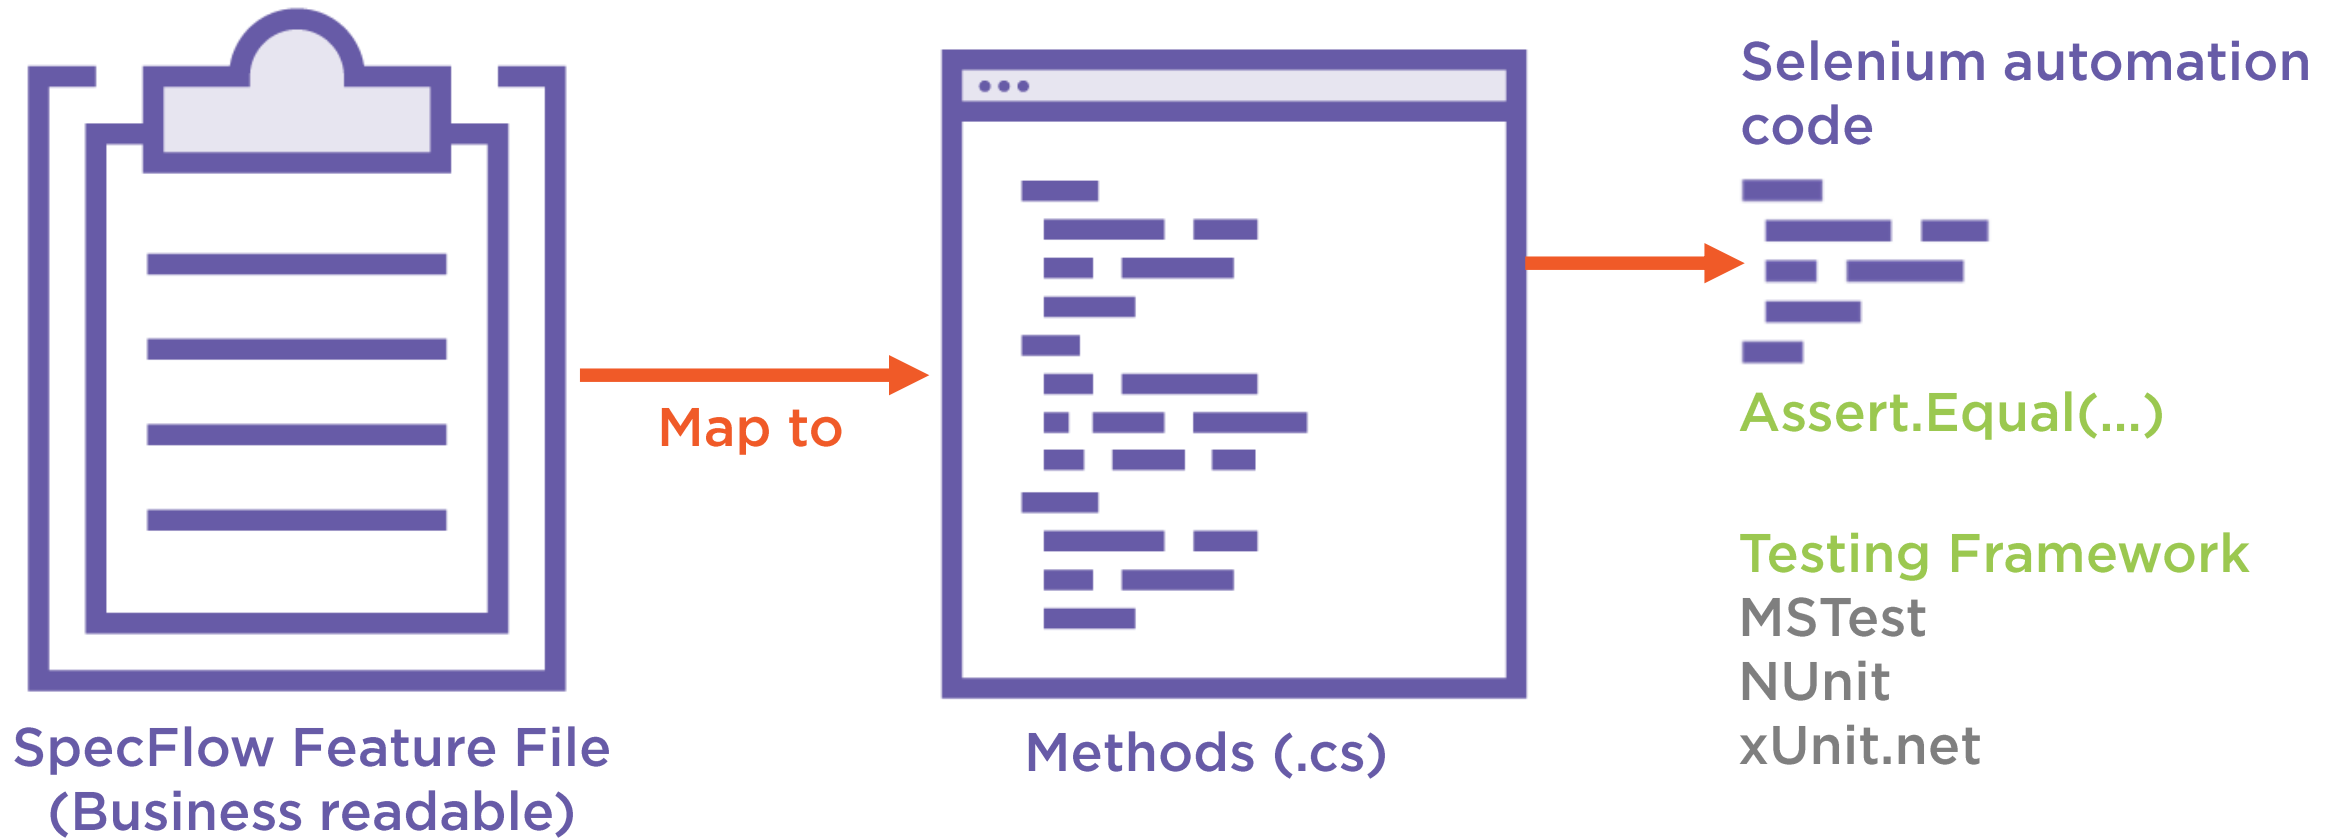 SpecFlow Feature File
(Business readable)
Map to
Methods (.cs)
Selenium automation
code
Assert.Equal(...)
Testing Framework
MSTest
NUnit
xUnit.net